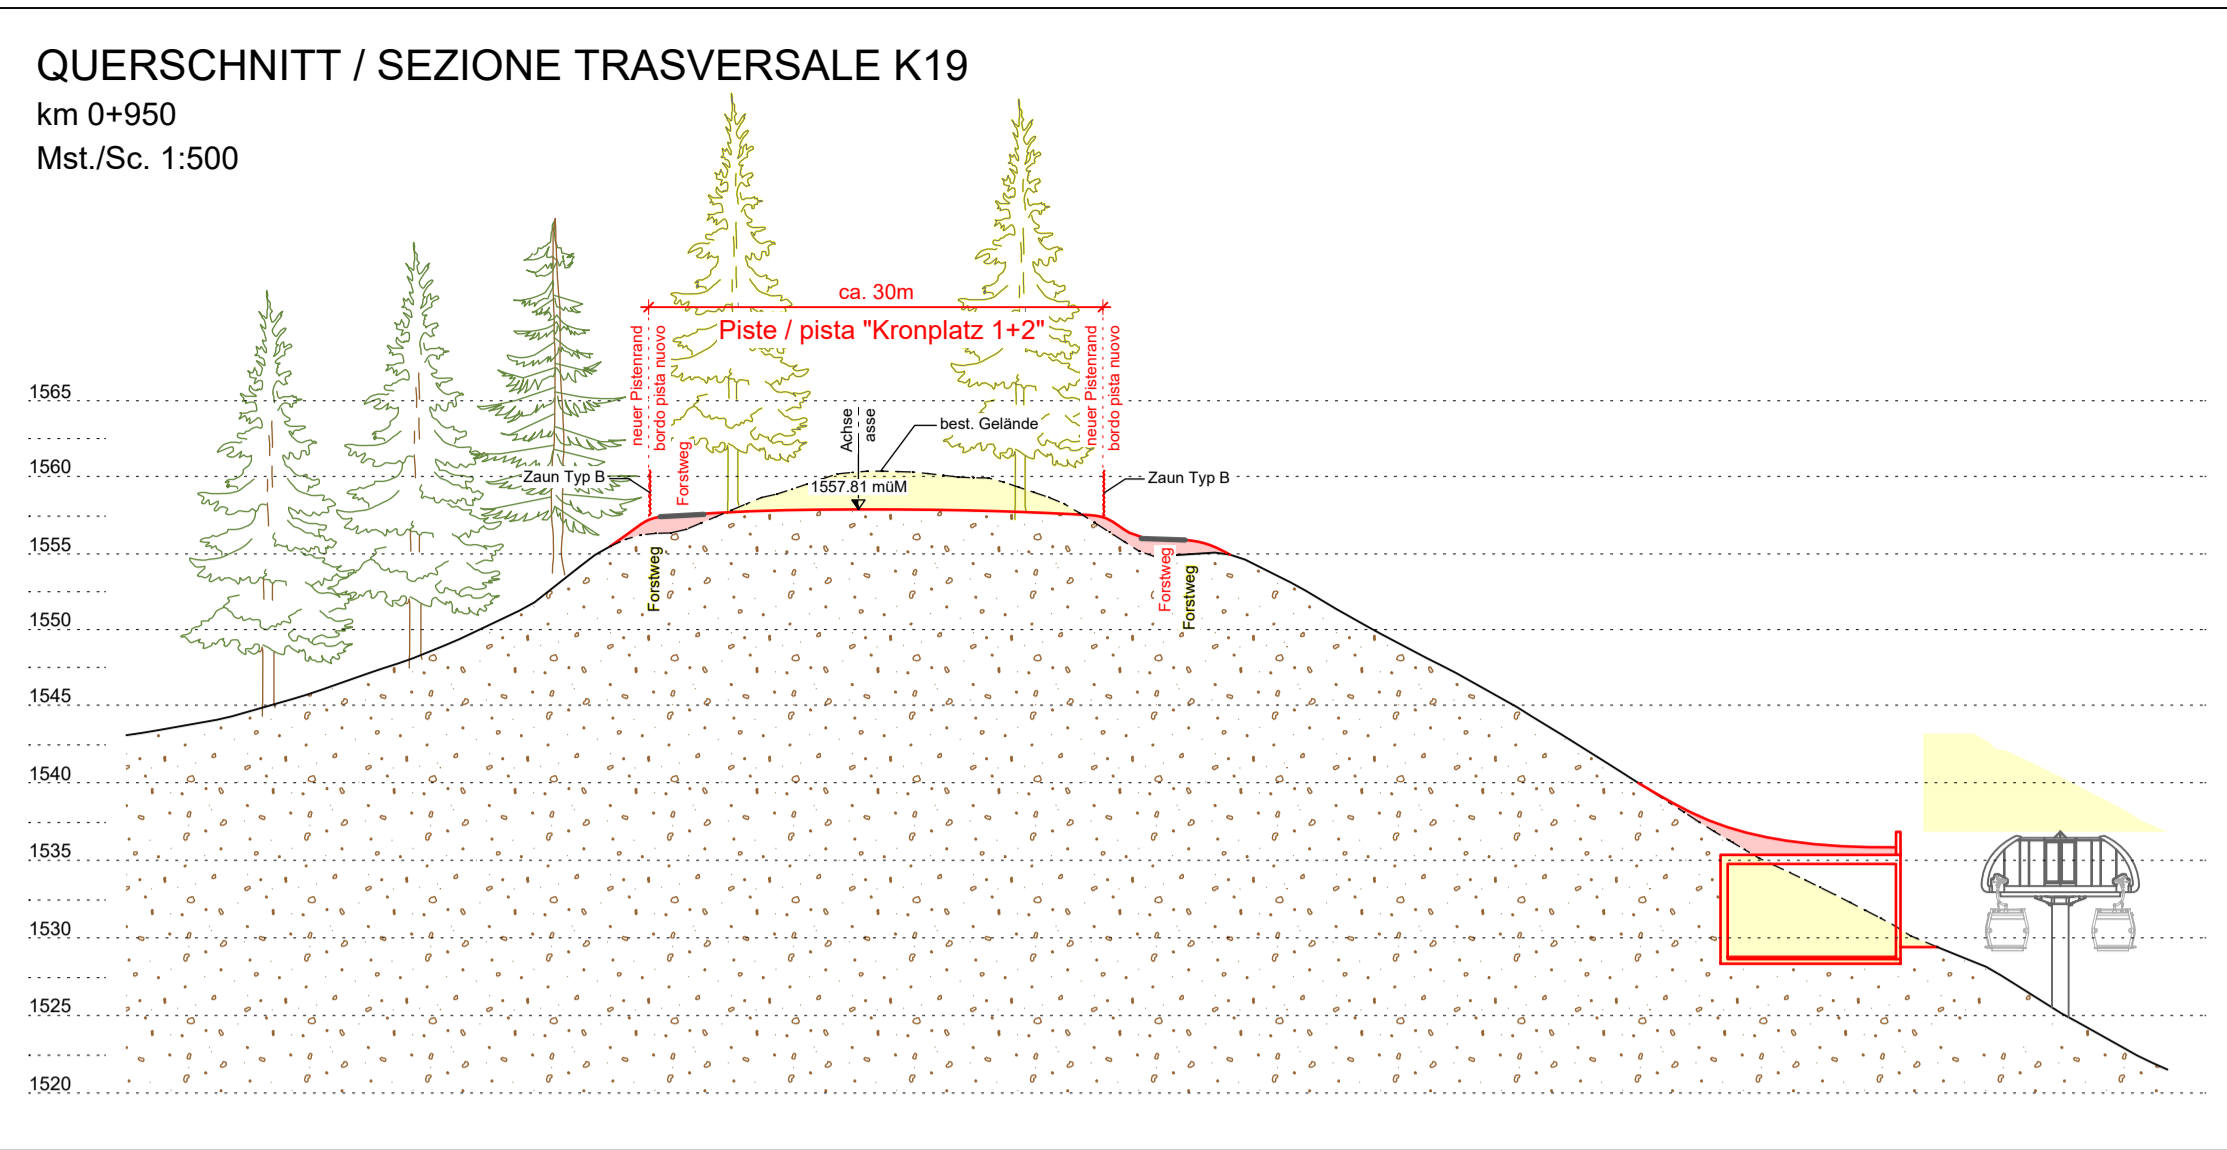 QUERSCHNITT / SEZIONE TRASVERSALE K19
km 0+950
Mst./Sc. 1:500
ca. 30m
Piste / pista "Kronplatz 1+2"
neuer Pistenrand
bordo pista nuovo
neuer Pistenrand
bordo pista nuovo
1565
Achse
asse
best. Gelände
1560
Zaun Typ B
Forstweg
1557.81 müM
Zaun Typ B
1555
Forstweg
Forstweg
Forstweg
1550
1545
1540
1535
1530
1525
1520